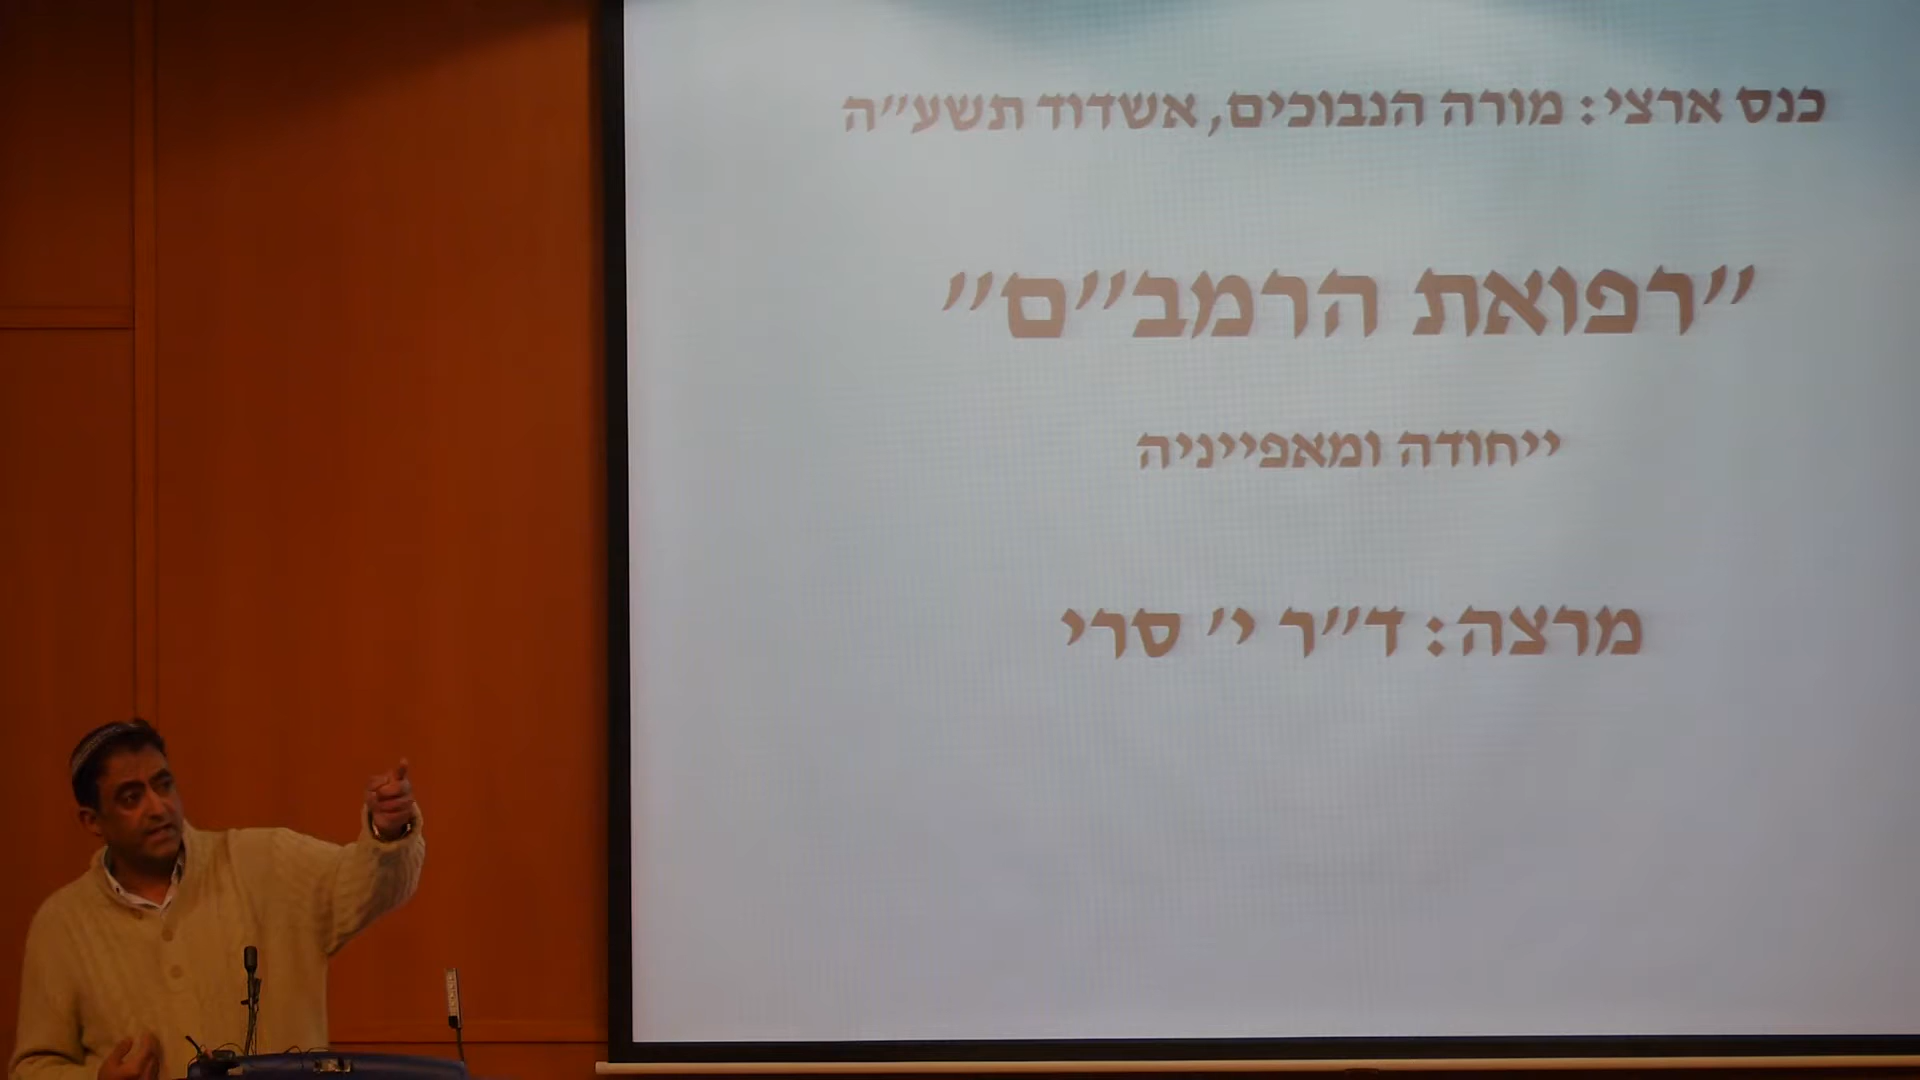 כנס ארצי: מורה הנבוכים, אשדוד תשע״ה
״רפואת הרמב״ם״
ייחודה ומאפייניה
מרצה: ד״ר י׳ סרי